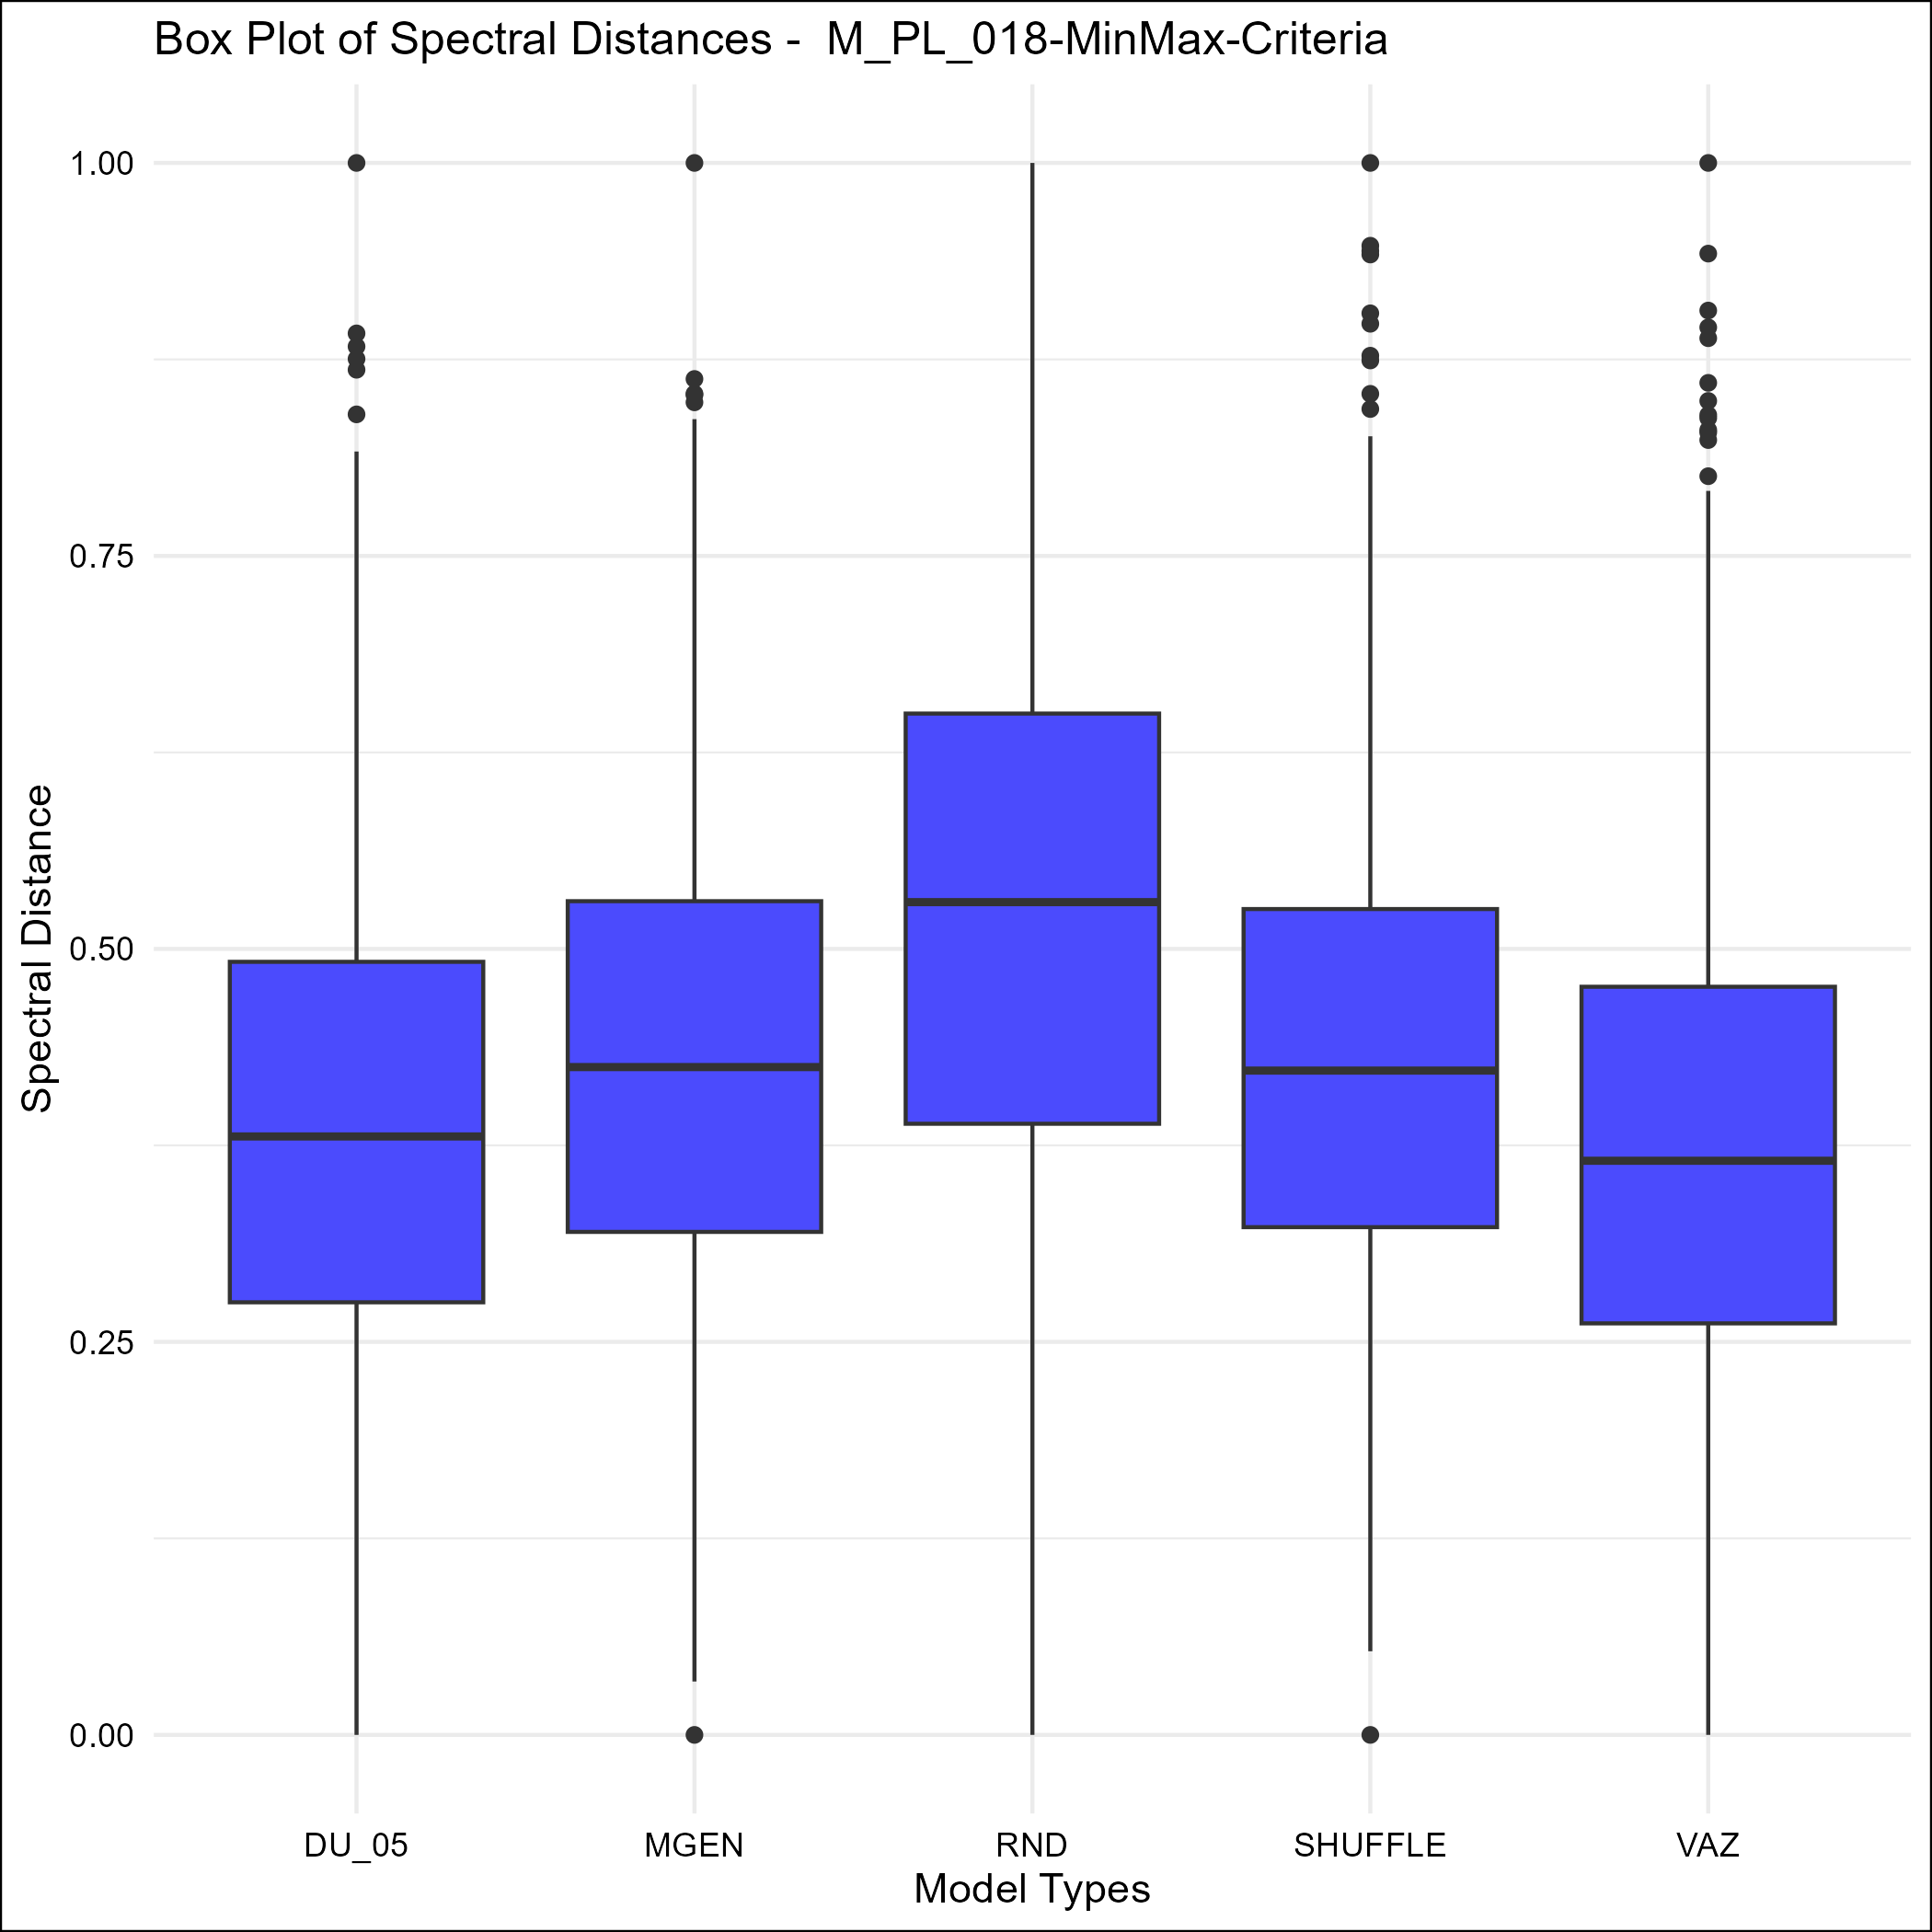 Box Plot of Spectral Distances -  M_PL_018-MinMax-Criteria
1.00
0.75
0.50
0.25
0.00
Spectral Distance
DU_05 MGEN RND SHUFFLE VAZ
Model Types